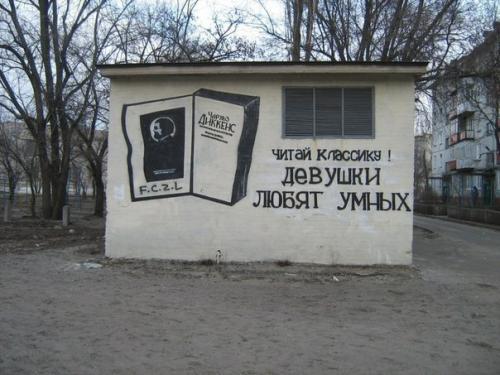 F.C.Z.L
Чарлз
Диккенс
ЧИТАЙ КЛАССИКУ !
ДЕВУШКИ
ЛЮБЯТ УМНЫХ